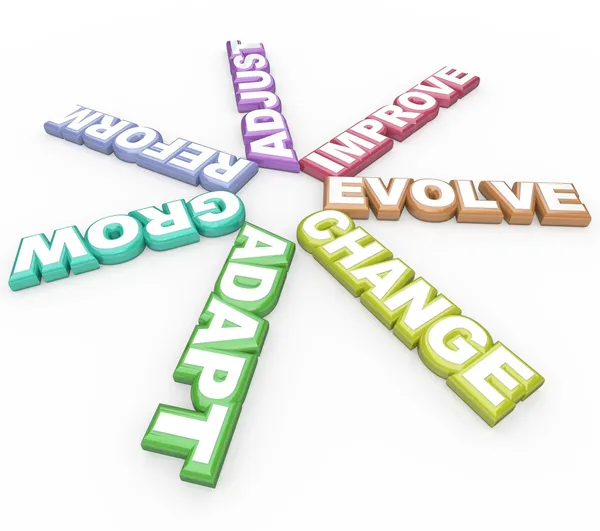 ADJUST
IMPROVE
EVOLVE
CHANGE
ADAPT
GROW
REFORM